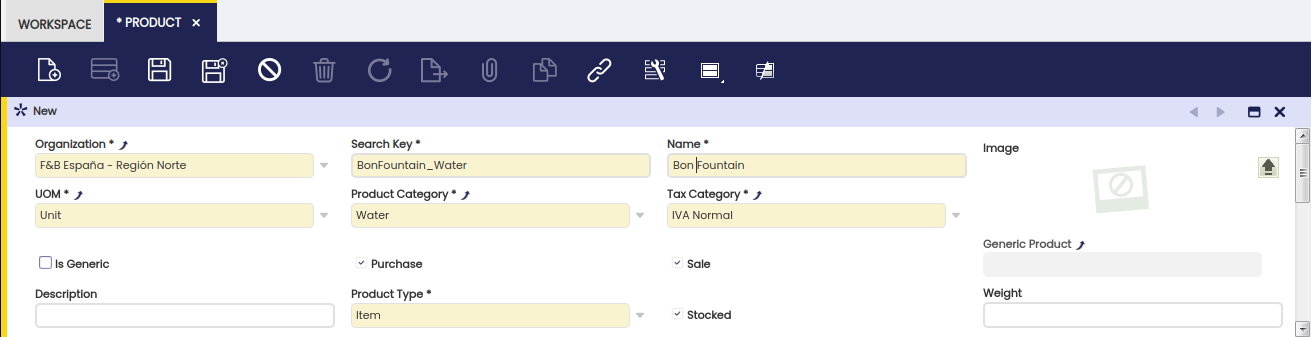 WORKSPACE
* PRODUCT ×
New
Organization *
Search Key *
Name *
Image
F&B España - Región Norte
BonFountain_Water
Bon Fountain
UOM *
Product Category *
Tax Category *
Unit
Water
IVA Normal
Generic Product
Is Generic
Purchase
Sale
Description
Product Type *
Weight
Item
Stocked